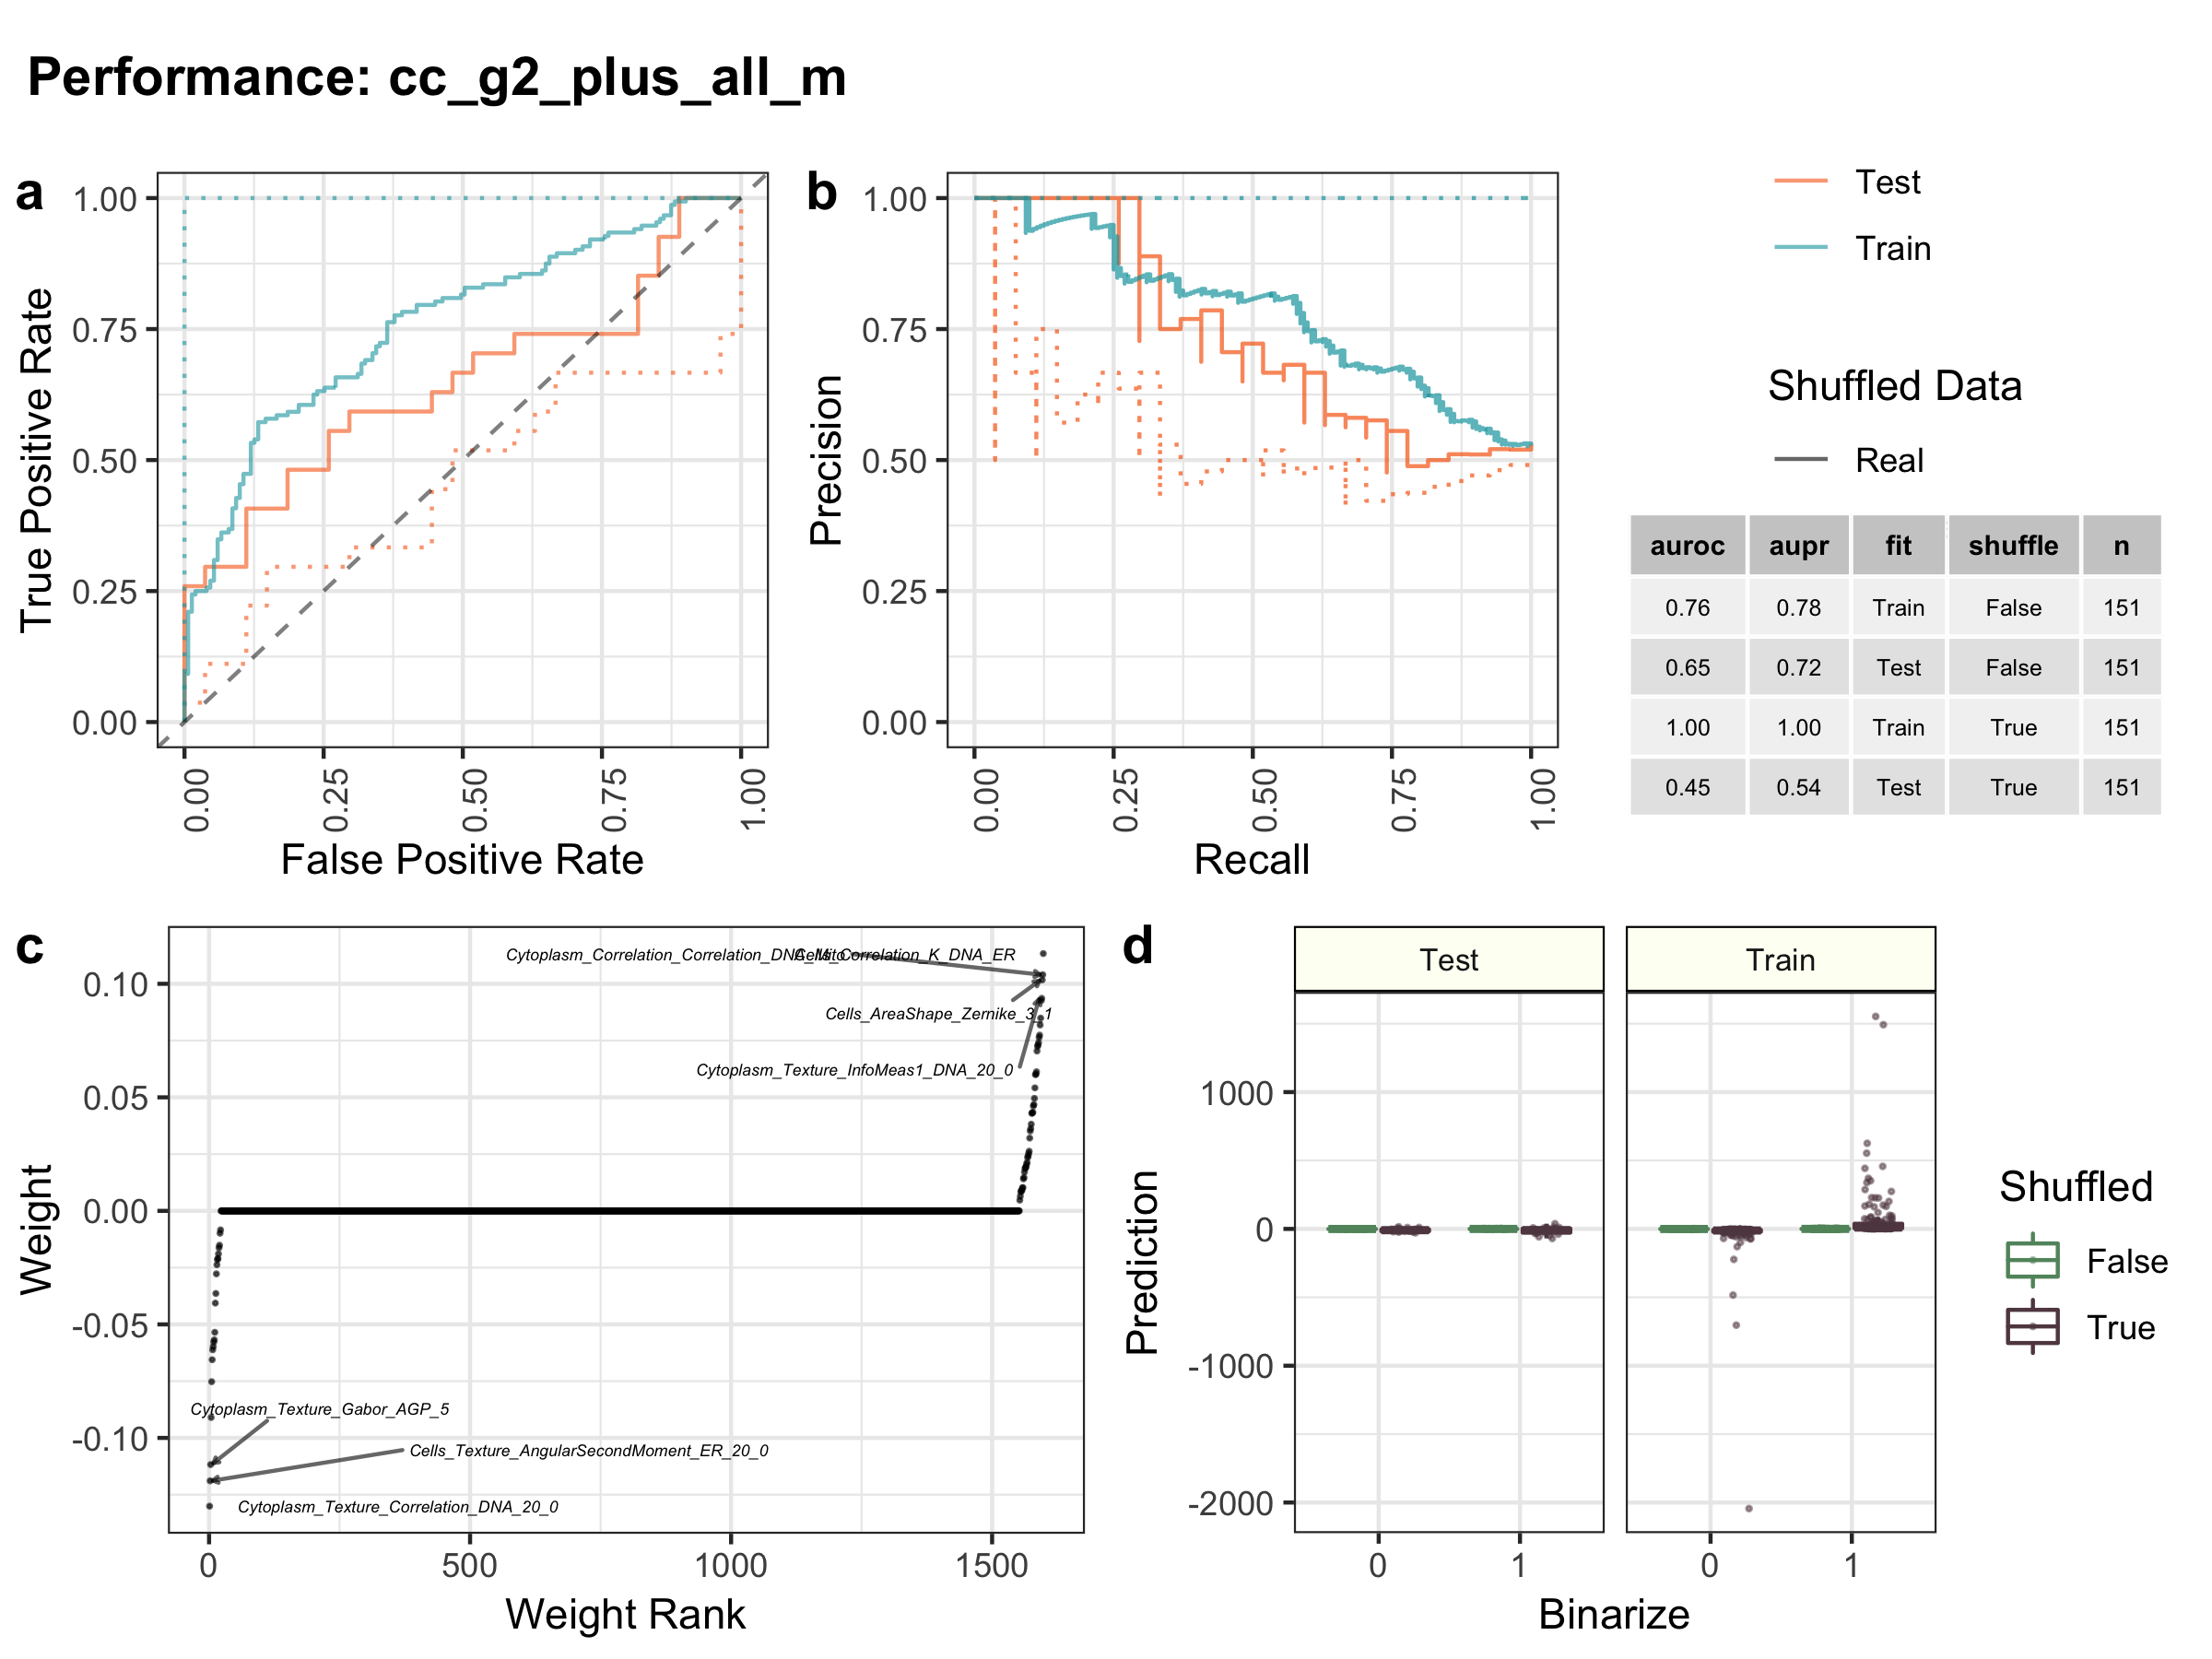 Performance: cc_g2_plus_all_m
a
1.00
0.75
0.50
0.25
0.00
True Positive Rate
0.00
0.25
0.50
0.75
1.00
False Positive Rate
b
1.00
0.75
0.50
0.25
0.00
Precision
0.00
0.25
0.50
0.75
1.00
Recall
Test
Train
Shuffled Data
Real
auroc aupr fit shuffle n
0.76 0.78 Train False 151
0.65 0.72 Test False 151
1.00 1.00 Train True 151
0.45 0.54 Test True 151
c
0.10
0.05
0.00
-0.05
-0.10
Weight
Cytoplasm_Correlation_Correlation_DNA_Mito
Cells_Correlation_K_DNA_ER
Cells_AreaShape_Zernike_3_1
Cytoplasm_Texture_InfoMeas1_DNA_20_0
Cytoplasm_Texture_Gabor_AGP_5
Cells_Texture_AngularSecondMoment_ER_20_0
Cytoplasm_Texture_Correlation_DNA_20_0
0
500
1000
1500
Weight Rank
d
Test
Train
1000
0
-1000
-2000
Prediction
0
1
0
1
Binarize
Shuffled
False
True